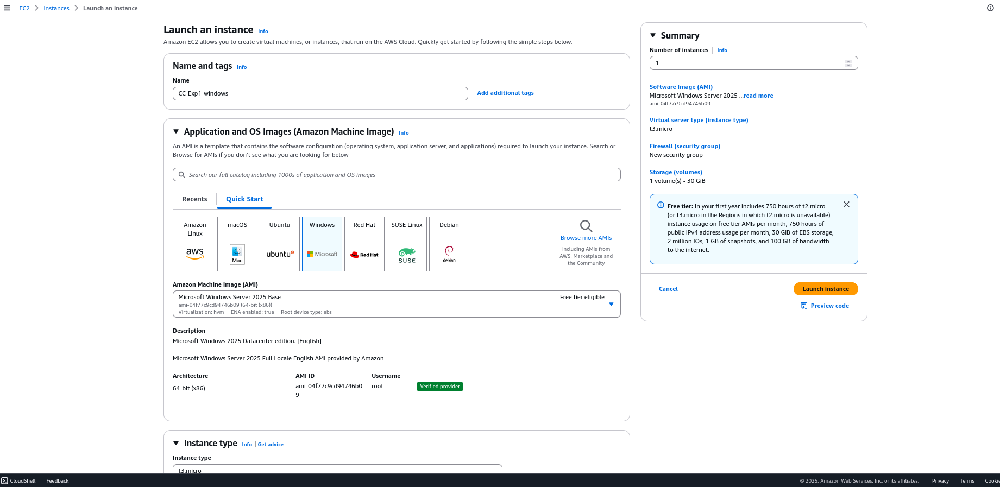 EC2 > Instances > Launch an instance
Launch an instance Info
Amazon EC2 allows you to create virtual machines, or instances, that run on the AWS Cloud. Quickly get started by following the simple steps below.
Name and tags Info
Name
CC-Exp1-windows
Add additional tags
Application and OS Images (Amazon Machine Image) Info
An AMI is a template that contains the software configuration (operating system, application server, and applications) required to launch your instance. Search or
Browse for AMIs if you don't see what you are looking for below
Search our full catalog including 1000s of application and OS images
Recents
Quick Start
Amazon
Linux
aws
macOS
Mac
Ubuntu
ubuntu
Windows
Microsoft
Red Hat
Red Hat
SUSE Linux
SUSE
Debian
debian
Browse more AMIs
Including AMIs from
AWS, Marketplace and
the Community
Amazon Machine Image (AMI)
Microsoft Windows Server 2025 Base
Free tier eligible
ami-04f77c9cd94746b09 (64-bit (x86))
Virtualization: hvm ENA enabled: true Root device type: ebs
Description
Microsoft Windows 2025 Datacenter edition. [English]
Microsoft Windows Server 2025 Full Locale English AMI provided by Amazon
Architecture
64-bit (x86)
AMI ID
ami-04f77c9cd94746b0
9
Username
root
Verified provider
Instance type Info | Get advice
Instance type
t3.micro
Summary
Number of instances Info
1
Software Image (AMI)
Microsoft Windows Server 2025 ...read more
ami-04f77c9cd94746b09
Virtual server type (instance type)
t3.micro
Firewall (security group)
New security group
Storage (volumes)
1 volume(s) - 30 GiB
Free tier: In your first year includes 750 hours of t2.micro
(or t3.micro in the Regions in which t2.micro is unavailable)
instance usage on free tier AMIs per month, 750 hours of
public IPv4 address usage per month, 30 GiB of EBS storage,
2 million IOs, 1 GB of snapshots, and 100 GB of bandwidth
to the internet.
Cancel
Launch instance
Preview code
CloudShell Feedback
© 2025, Amazon Web Services, Inc. or its affiliates. Privacy Terms Cookie